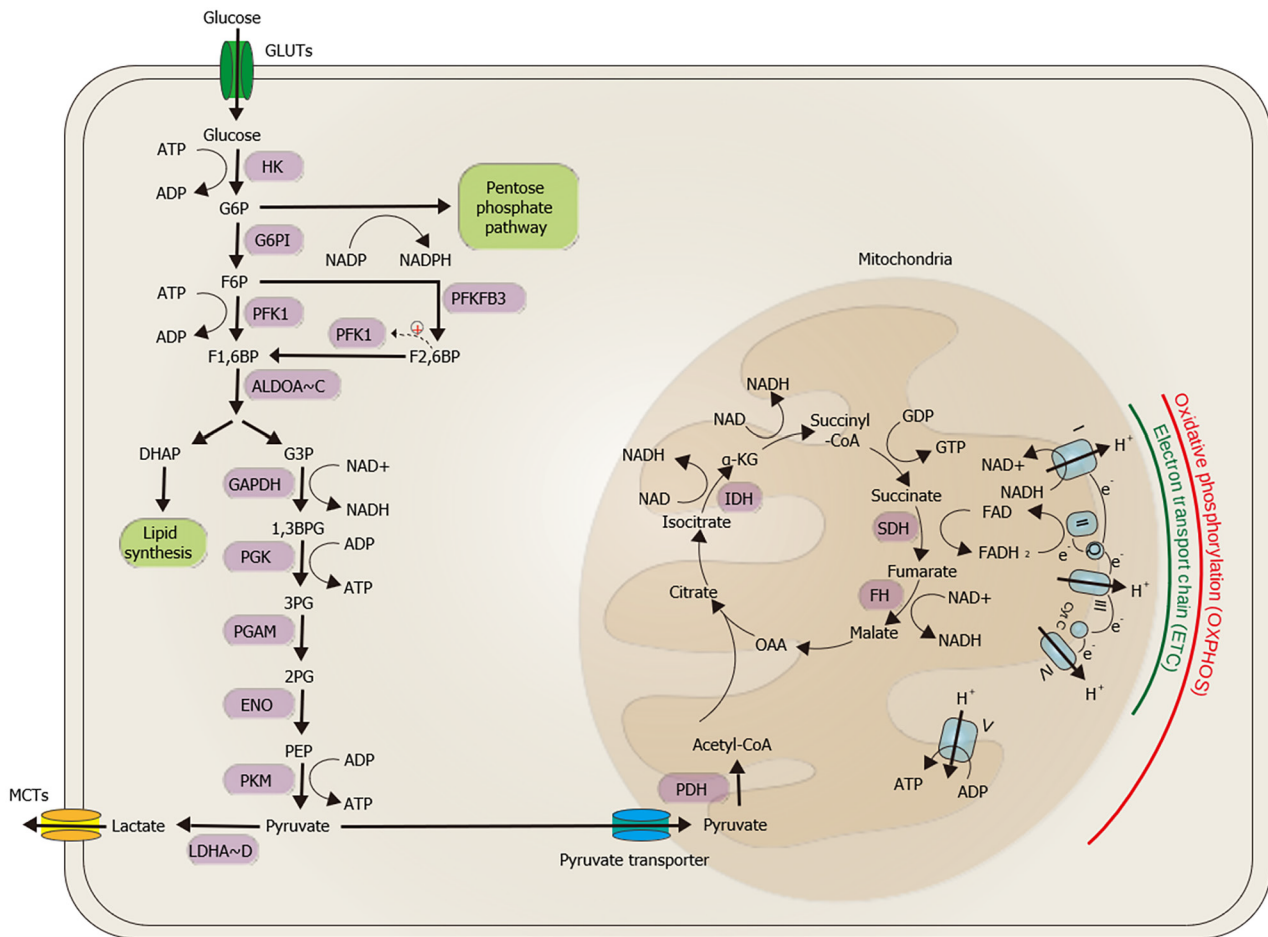 Glucose
GLUTs
Glucose
ATP
HK
ADP
G6P
Pentose
phosphate
pathway
G6PI
NADP
NADPH
F6P
ATP
PFK1
PFKFB3
ADP
PFK1
+
F1,6BP
F2,6BP
ALDOA~C
DHAP
G3P
NAD+
GAPDH
NADH
Lipid
synthesis
1,3BPG
ADP
PGK
ATP
3PG
PGAM
2PG
ENO
PEP
ADP
PKM
ATP
MCTs
Lactate
Pyruvate
LDHA~D
Pyruvate transporter
Mitochondria
Pyruvate
PDH
Acetyl-CoA
OAA
Citrate
Isocitrate
NAD
NADH
IDH
α-KG
NAD
NADH
Succinyl
-CoA
GDP
GTP
Succinate
SDH
FAD
FADH 2
Fumarate
FH
NAD+
NADH
Malate
I
H+
NAD+
NADH
e-
II
e-
e-
III
H+
Cyt C
e-
e-
IV
H+
H+
V
ATP
ADP
Electron transport chain (ETC)
Oxidative phosphorylation (OXPHOS)